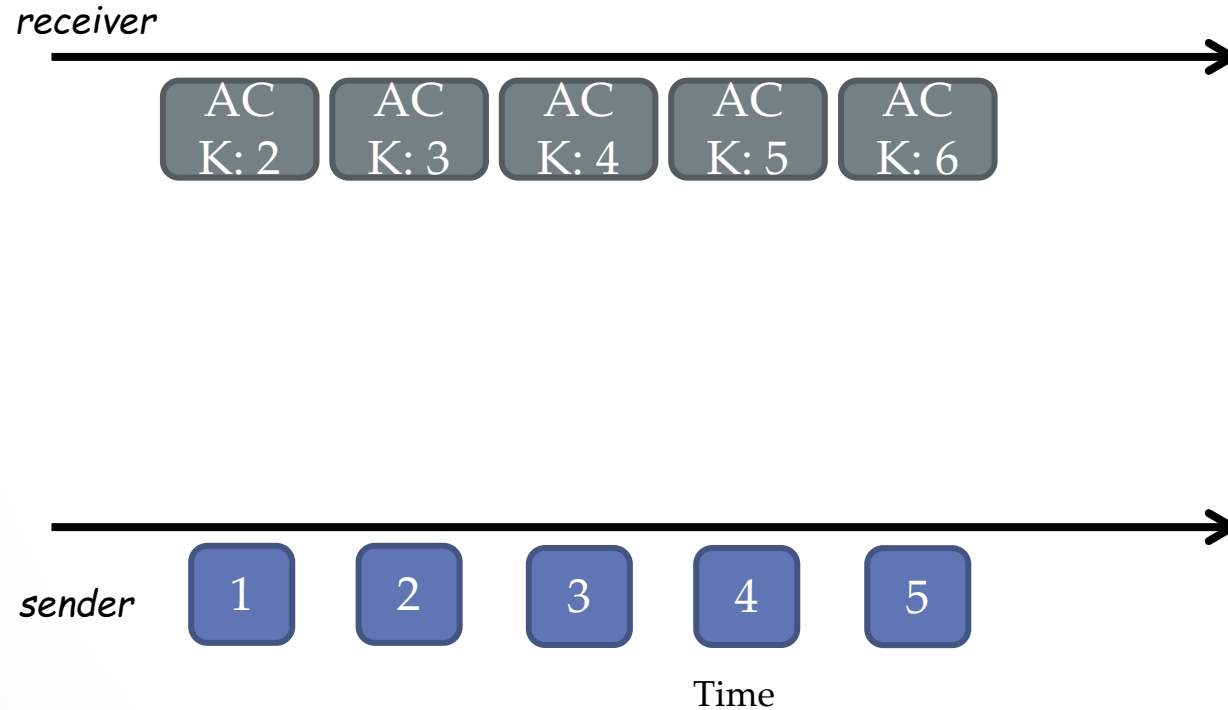 receiver
AC
K: 2
AC
K: 3
AC
K: 4
AC
K: 5
AC
K: 6
sender
1
2
3
4
5
Time